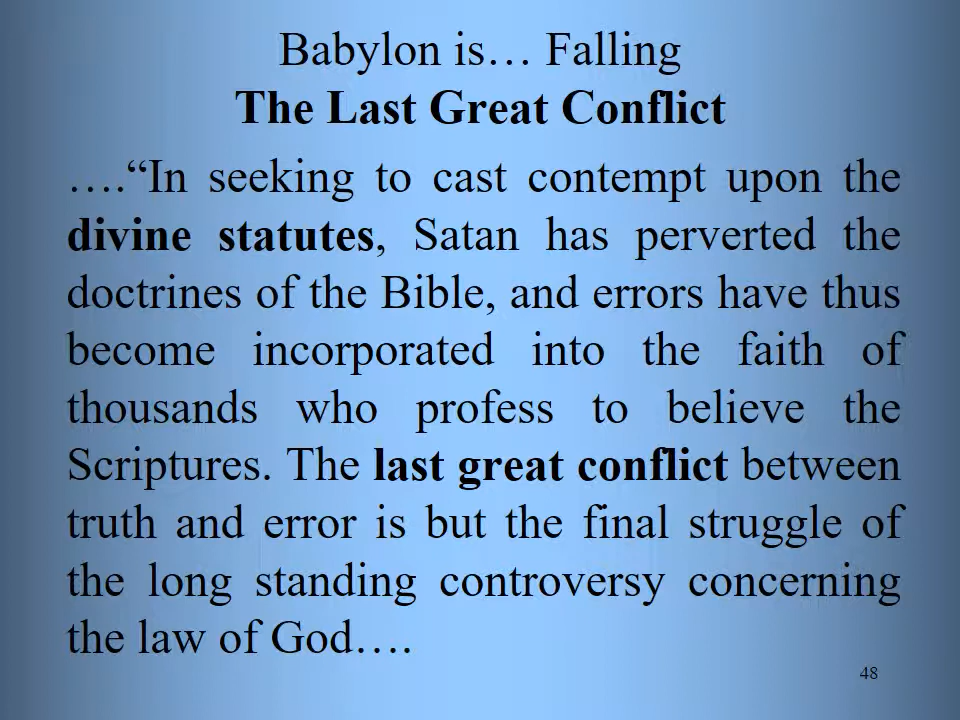 Babylon is… Falling
The Last Great Conflict
….“In seeking to cast contempt upon the
divine statutes, Satan has perverted the
doctrines of the Bible, and errors have thus
become incorporated into the faith of
thousands who profess to believe the
Scriptures. The last great conflict between
truth and error is but the final struggle of
the long standing controversy concerning
the law of God….
48